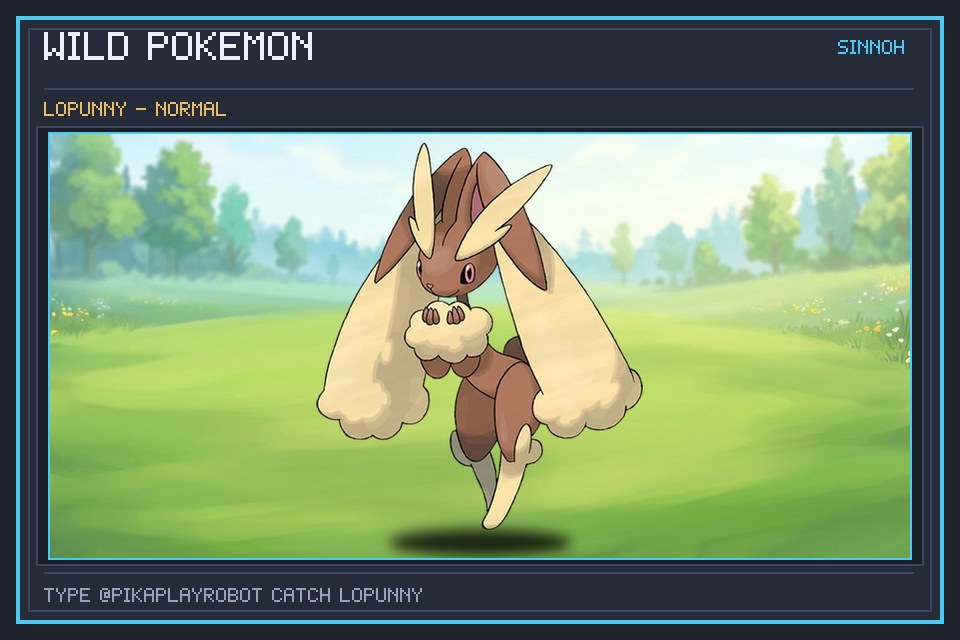 WILD POKEMON
SINNOH
LOPUNNY - NORMAL
TYPE @PIKAPLAYROBOT CATCH LOPUNNY